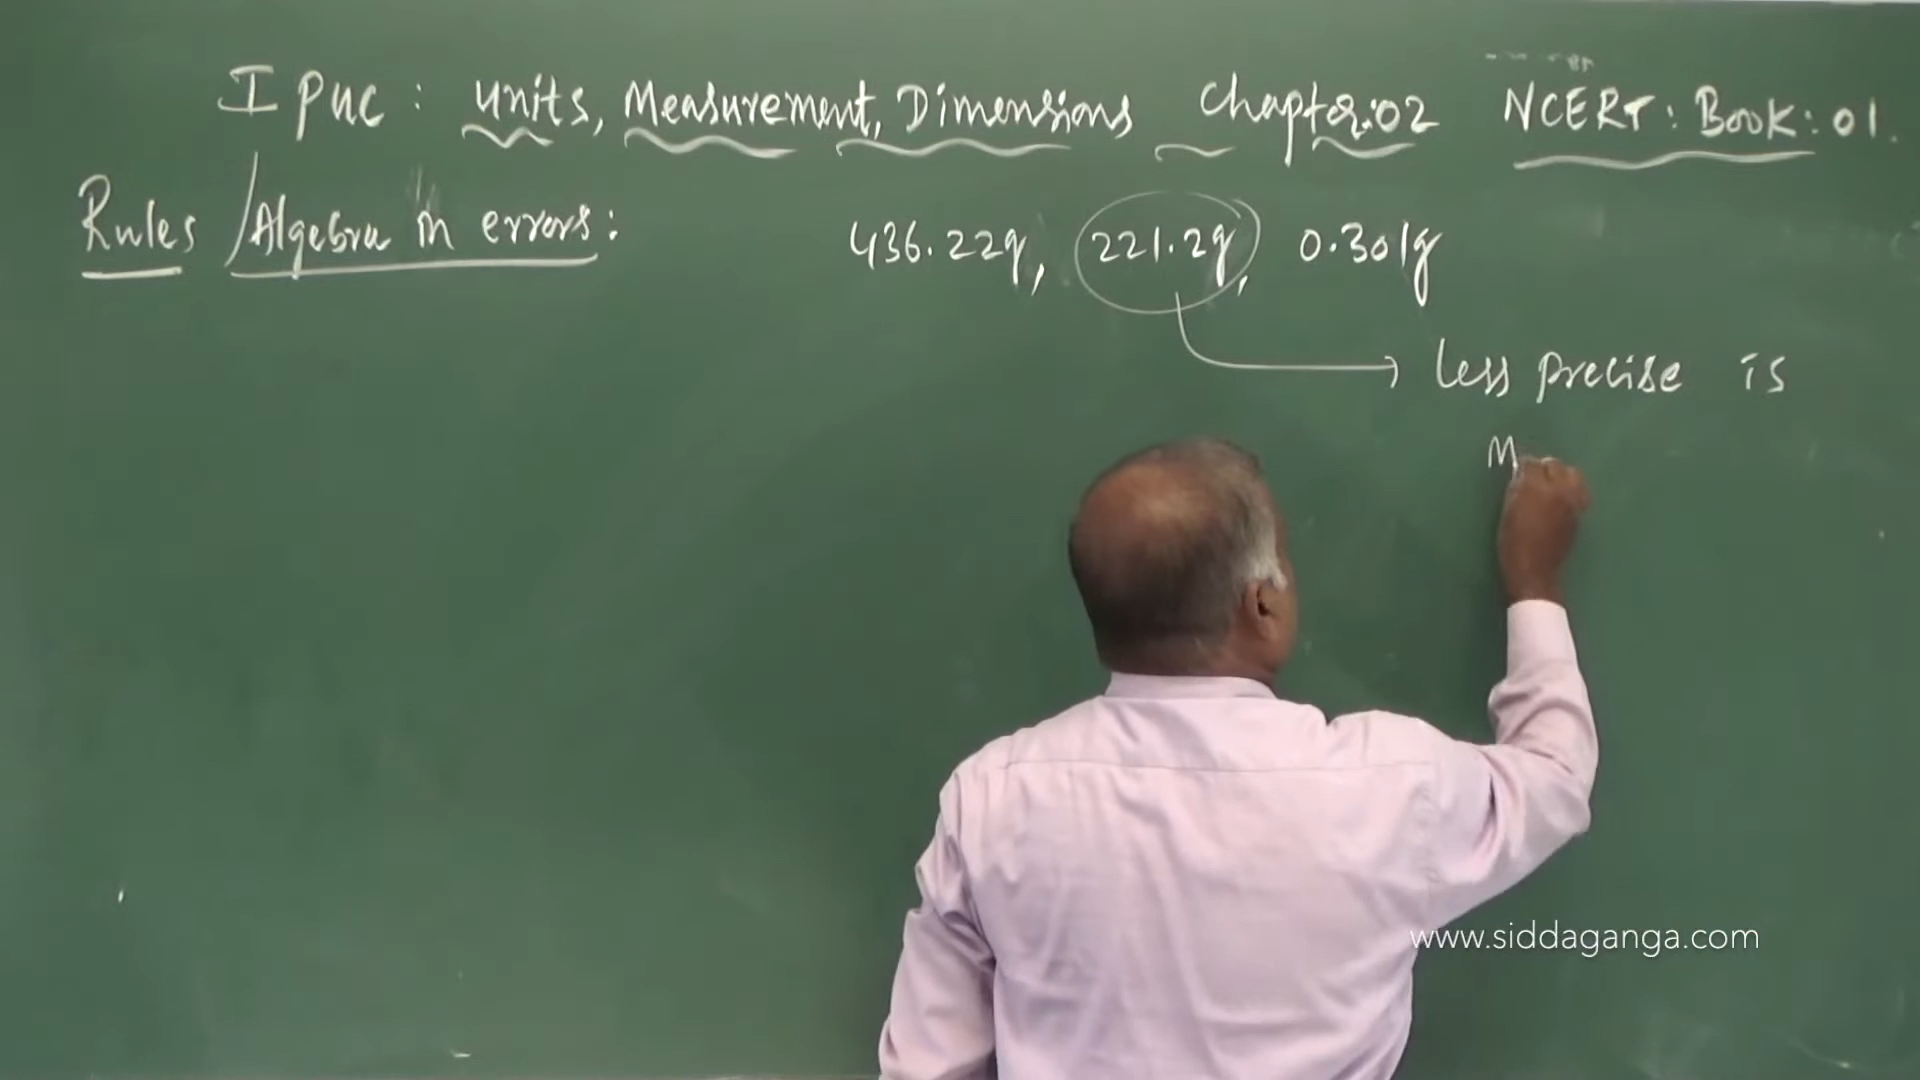 I PUC : units, Measurement, Dimensions Chapter:02 NCERT: Book: 01.
Rules / Algebra in errors: 436.22g, 221.2g, 0.301g
less precise is
M
www.siddaganga.com